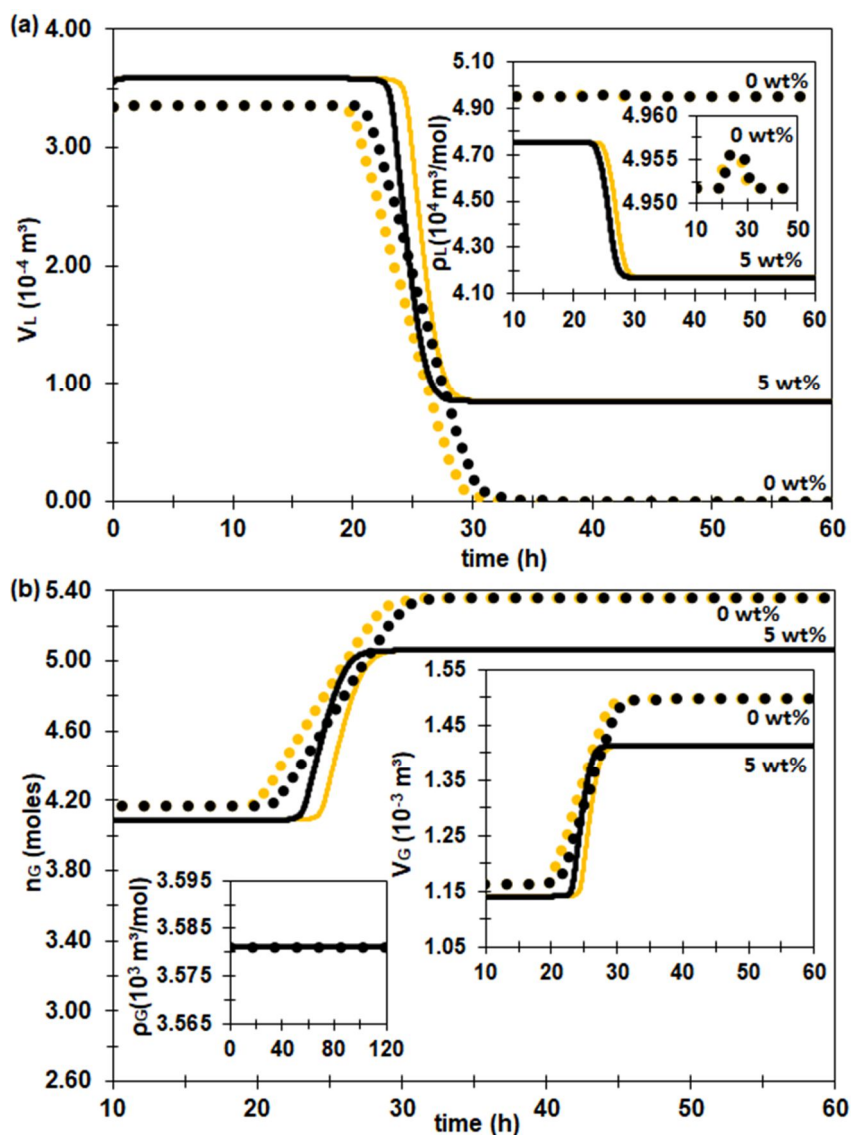 (a)
4.00
3.00
2.00
1.00
0.00
V_L (10⁻⁴ m³)
0 10 20 30 40 50 60
time (h)
5 wt%
0 wt%
5.10
4.90
4.70
4.50
4.30
4.10
ρ_L(10⁴ m³/mol)
10 20 30 40 50 60
0 wt%
5 wt%
4.960
4.955
4.950
0 wt%
10 30 50
(b)
5.40
5.00
4.60
4.20
3.80
3.40
3.00
2.60
n_G (moles)
10 20 30 40 50 60
time (h)
0 wt%
5 wt%
1.55
1.45
1.35
1.25
1.15
1.05
V_G (10⁻³ m³)
10 20 30 40 50 60
0 wt%
5 wt%
3.595
3.585
3.575
3.565
ρ_G(10³ m³/mol)
0 40 80 120